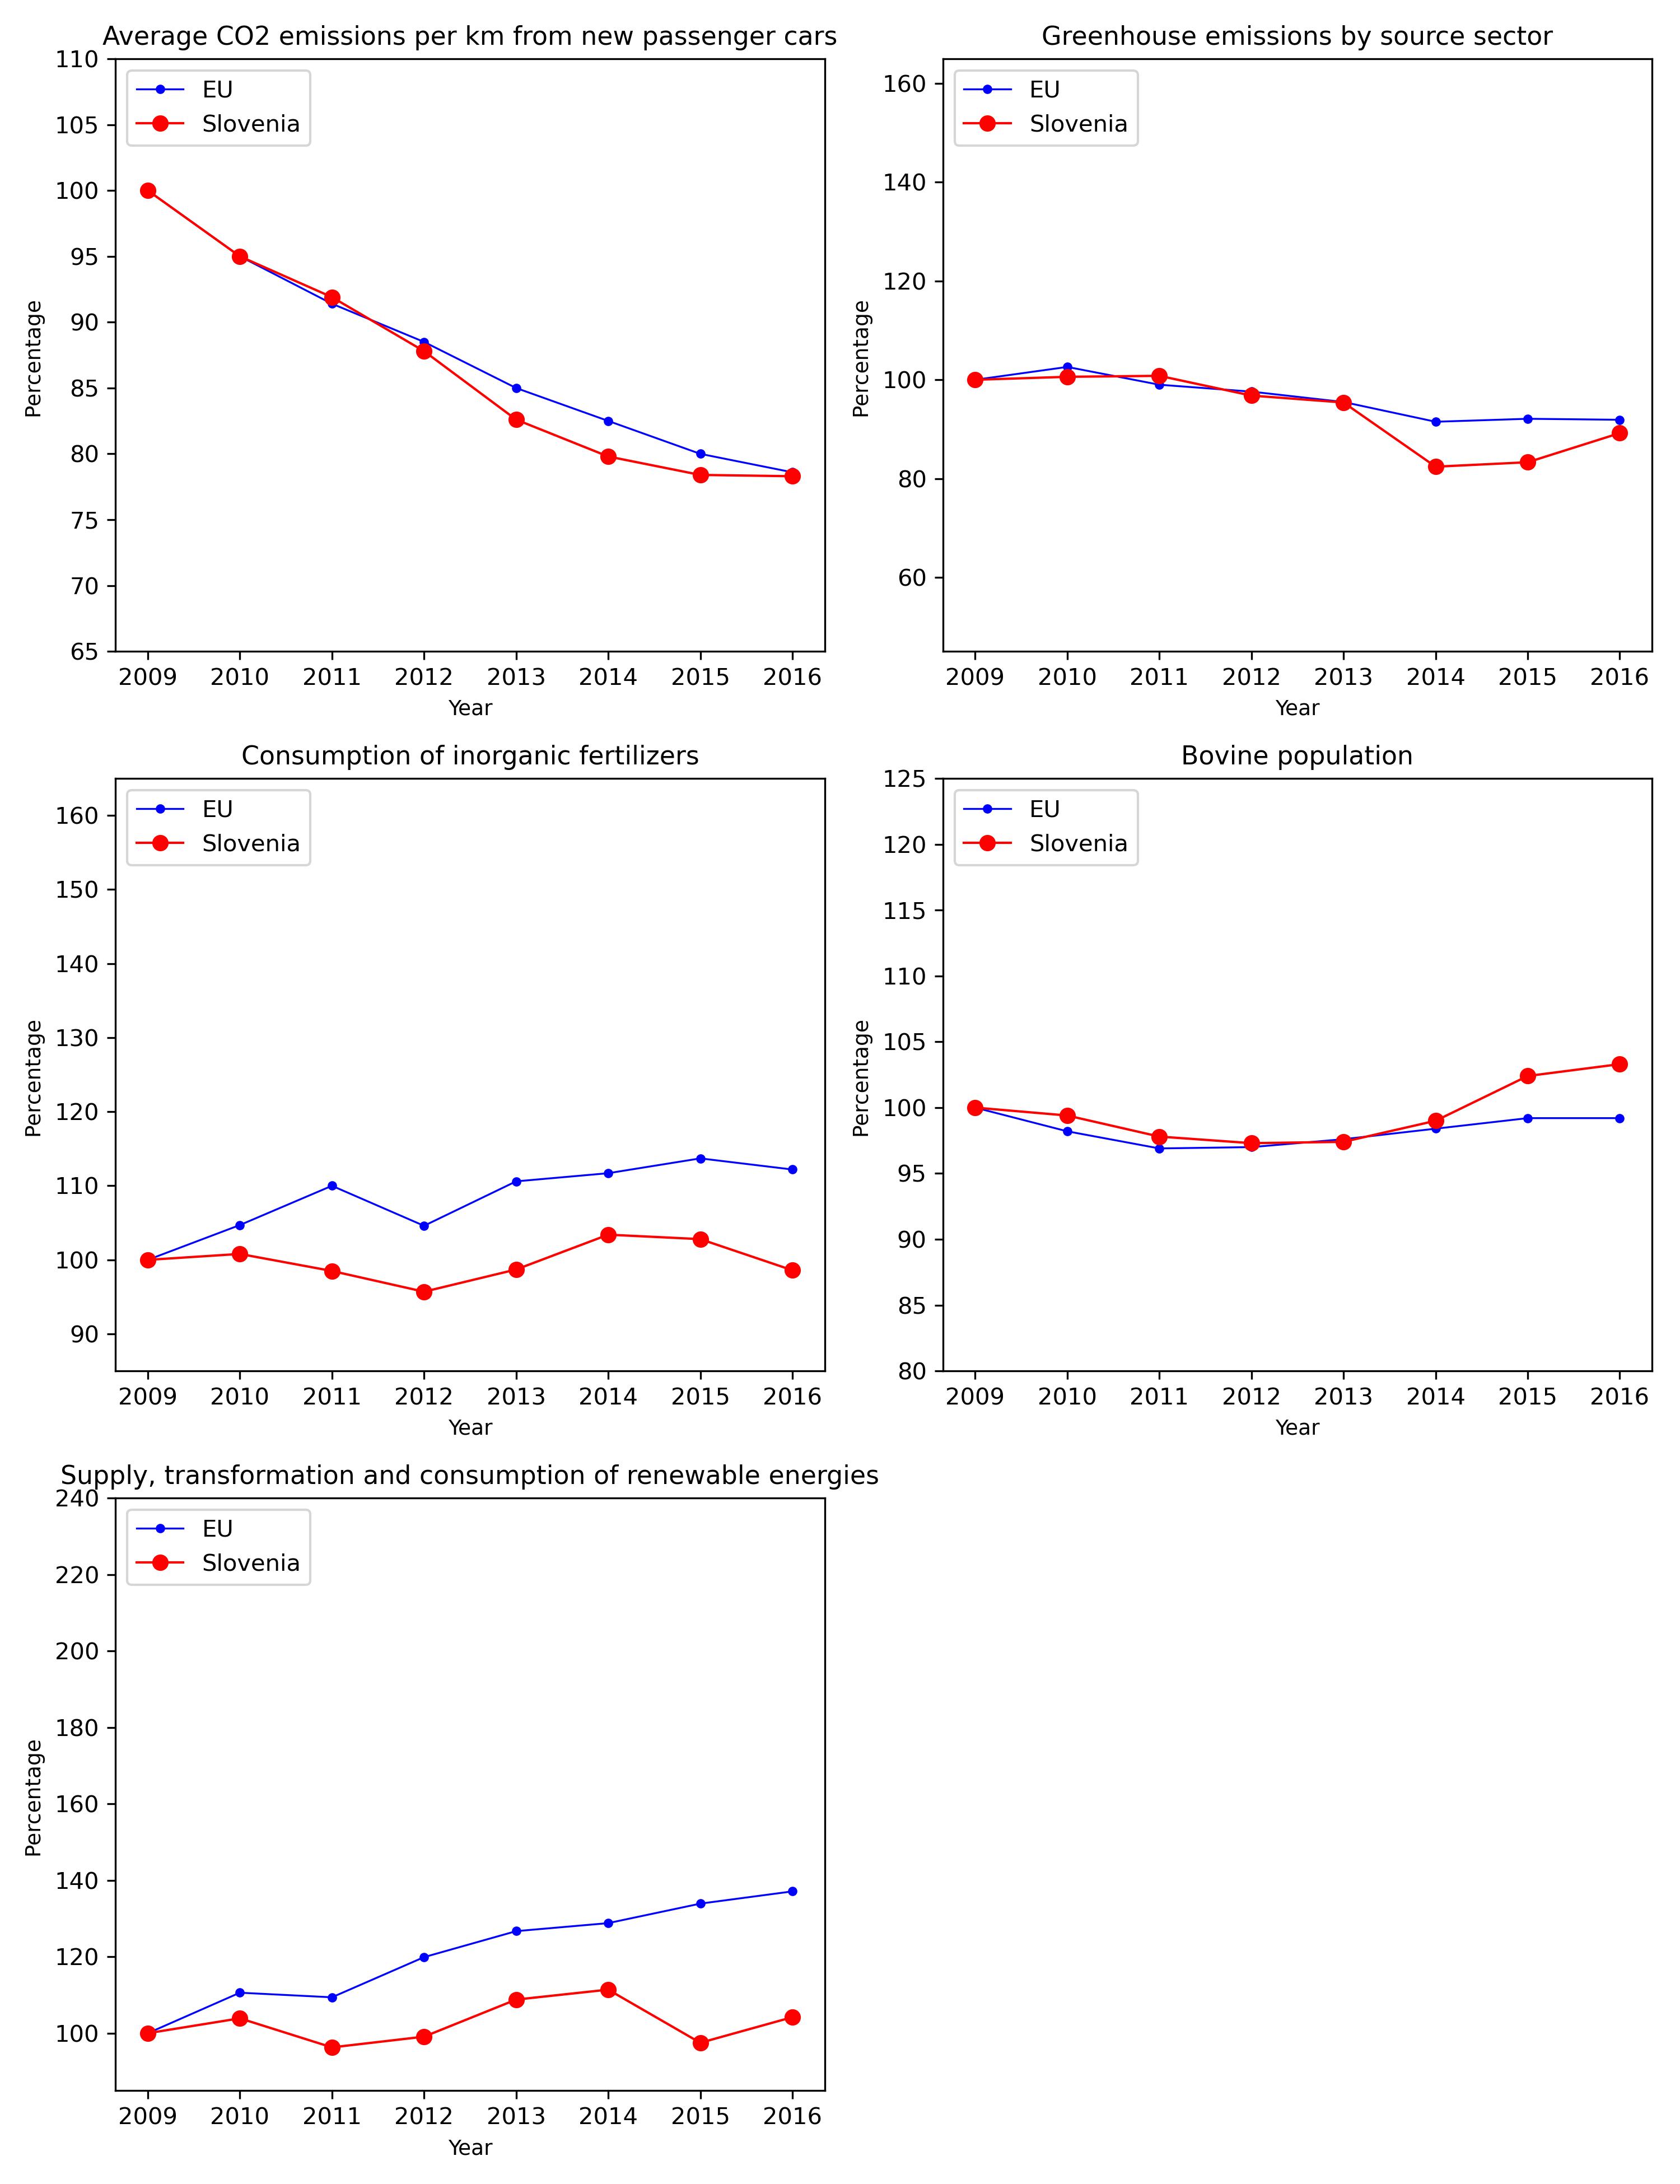 Average CO2 emissions per km from new passenger cars
110
105
100
95
90
85
80
75
70
65
Percentage
EU
Slovenia
2009 2010 2011 2012 2013 2014 2015 2016
Year
Greenhouse emissions by source sector
160
140
120
100
80
60
Percentage
EU
Slovenia
2009 2010 2011 2012 2013 2014 2015 2016
Year
Consumption of inorganic fertilizers
160
150
140
130
120
110
100
90
Percentage
EU
Slovenia
2009 2010 2011 2012 2013 2014 2015 2016
Year
Bovine population
125
120
115
110
105
100
95
90
85
80
Percentage
EU
Slovenia
2009 2010 2011 2012 2013 2014 2015 2016
Year
Supply, transformation and consumption of renewable energies
240
220
200
180
160
140
120
100
Percentage
EU
Slovenia
2009 2010 2011 2012 2013 2014 2015 2016
Year